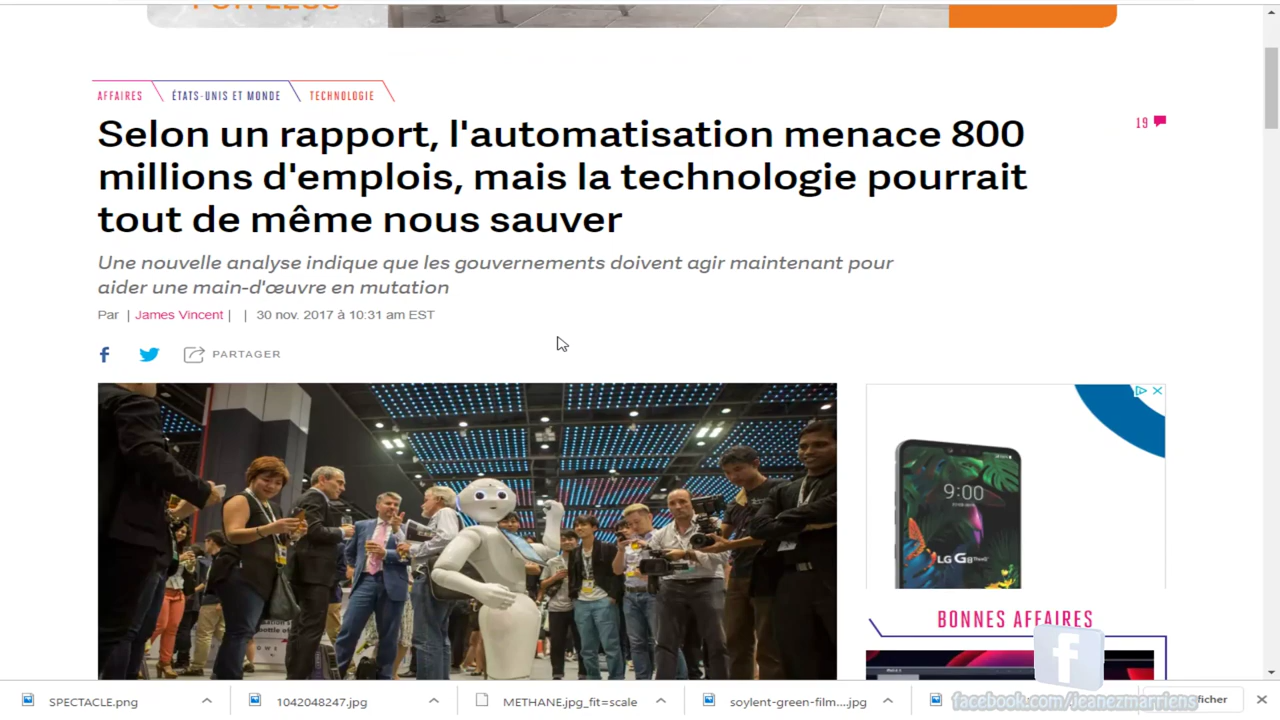 AFFAIRES
ÉTATS-UNIS ET MONDE
TECHNOLOGIE
Selon un rapport, l'automatisation menace 800
millions d'emplois, mais la technologie pourrait
tout de même nous sauver
19
Une nouvelle analyse indique que les gouvernements doivent agir maintenant pour
aider une main-d'œuvre en mutation
Par | James Vincent | | 30 nov. 2017 à 10:31 am EST
PARTAGER
9:00
LG G8 ThinQ
BONNES AFFAIRES
SPECTACLE.png
1042048247.jpg
METHANE.jpg_fit=scale
soylent-green-film....jpg
facebook.com/jeanezmarriens